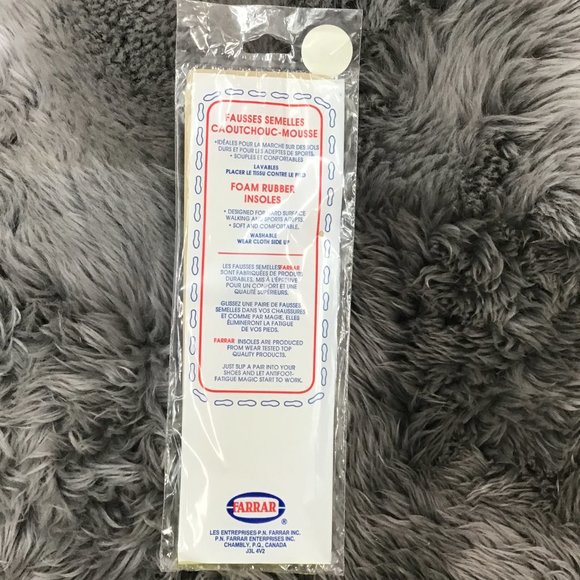 FAUSSES SEMELLES
CAOUTCHOUC-MOUSSE
•IDÉALES POUR LA MARCHE SUR DES SOLS
DURS ET POUR LES ADEPTES DE SPORTS.
• SOUPLES ET CONFORTABLES
LAVABLES
PLACER LE TISSU CONTRE LE PIED
FOAM RUBBER
INSOLES
• DESIGNED FOR HARD SURFACE
WALKING AND SPORTS ADEPTS.
• SOFT AND COMFORTABLE.
WASHABLE
WEAR CLOTH SIDE UP
LES FAUSSES SEMELLES FARRAR
SONT FABRIQUÉES DE PRODUITS
DURABLES, MIS À L'ÉPREUVE
POUR UN CONFORT ET UNE
QUALITÉ SUPÉRIEURS.
GLISSEZ UNE PAIRE DE FAUSSES
SEMELLES DANS VOS CHAUSSURES
ET COMME PAR MAGIE, ELLES
ÉLIMINERONT LA FATIGUE
DE VOS PIEDS.
FARRAR INSOLES ARE PRODUCED
FROM WEAR TESTED TOP
QUALITY PRODUCTS.
JUST SLIP A PAIR INTO YOUR
SHOES AND LET ANTIFOOT-
FATIGUE MAGIC START TO WORK.
FARRAR ®
LES ENTREPRISES P.N. FARRAR INC.
P.N. FARRAR ENTERPRISES INC.
CHAMBLY, P.Q., CANADA
J3L 4V2